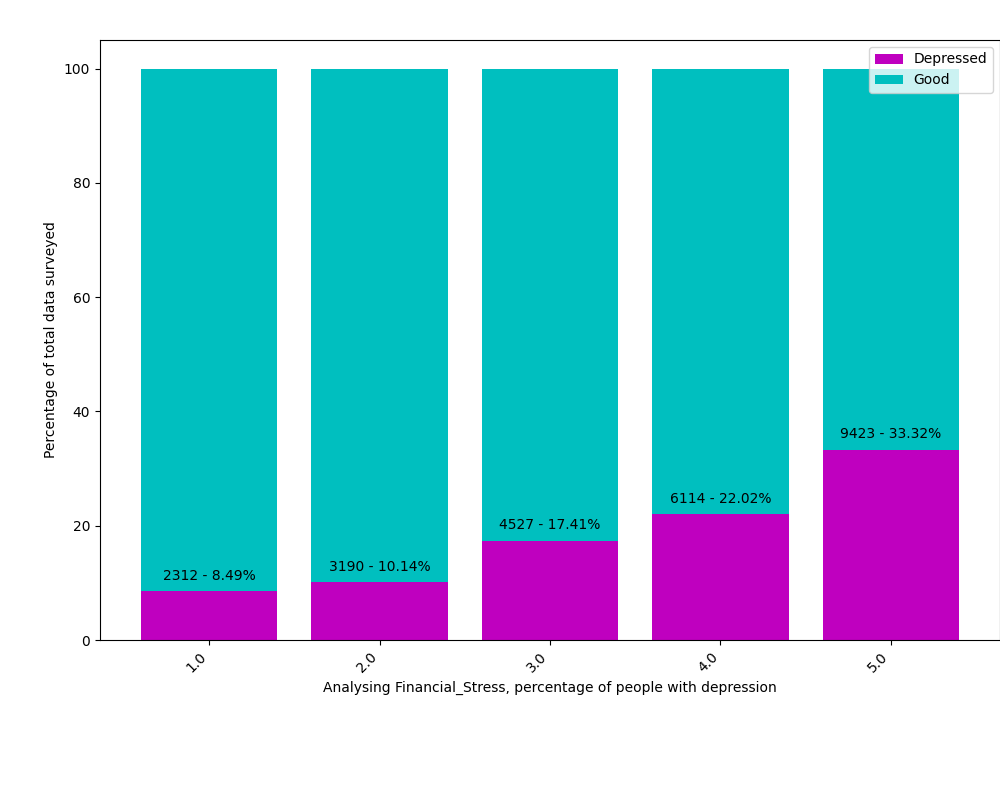 Depressed
Good
100
80
60
40
20
0
Percentage of total data surveyed
2312 - 8.49%
3190 - 10.14%
4527 - 17.41%
6114 - 22.02%
9423 - 33.32%
1.0
2.0
3.0
4.0
5.0
Analysing Financial_Stress, percentage of people with depression